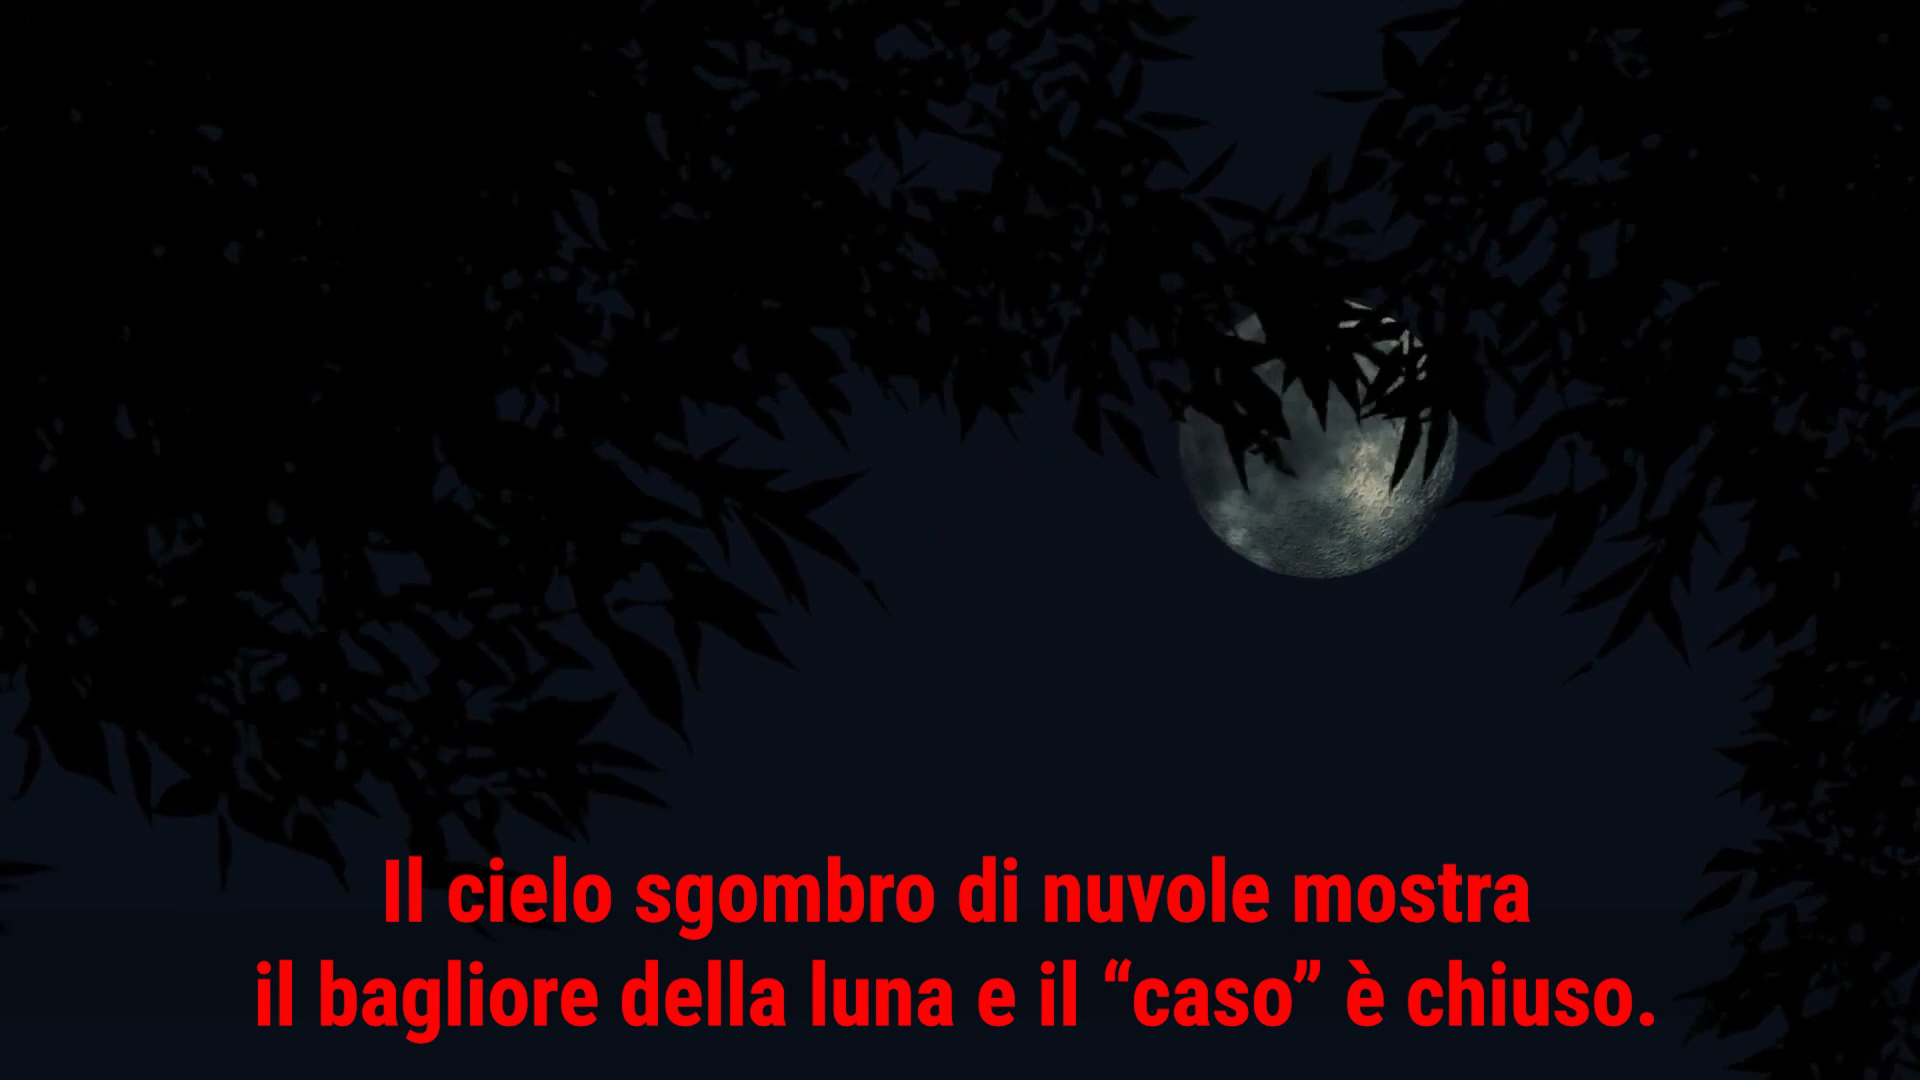 Il cielo sgombro di nuvole mostra
il bagliore della luna e il “caso” è chiuso.